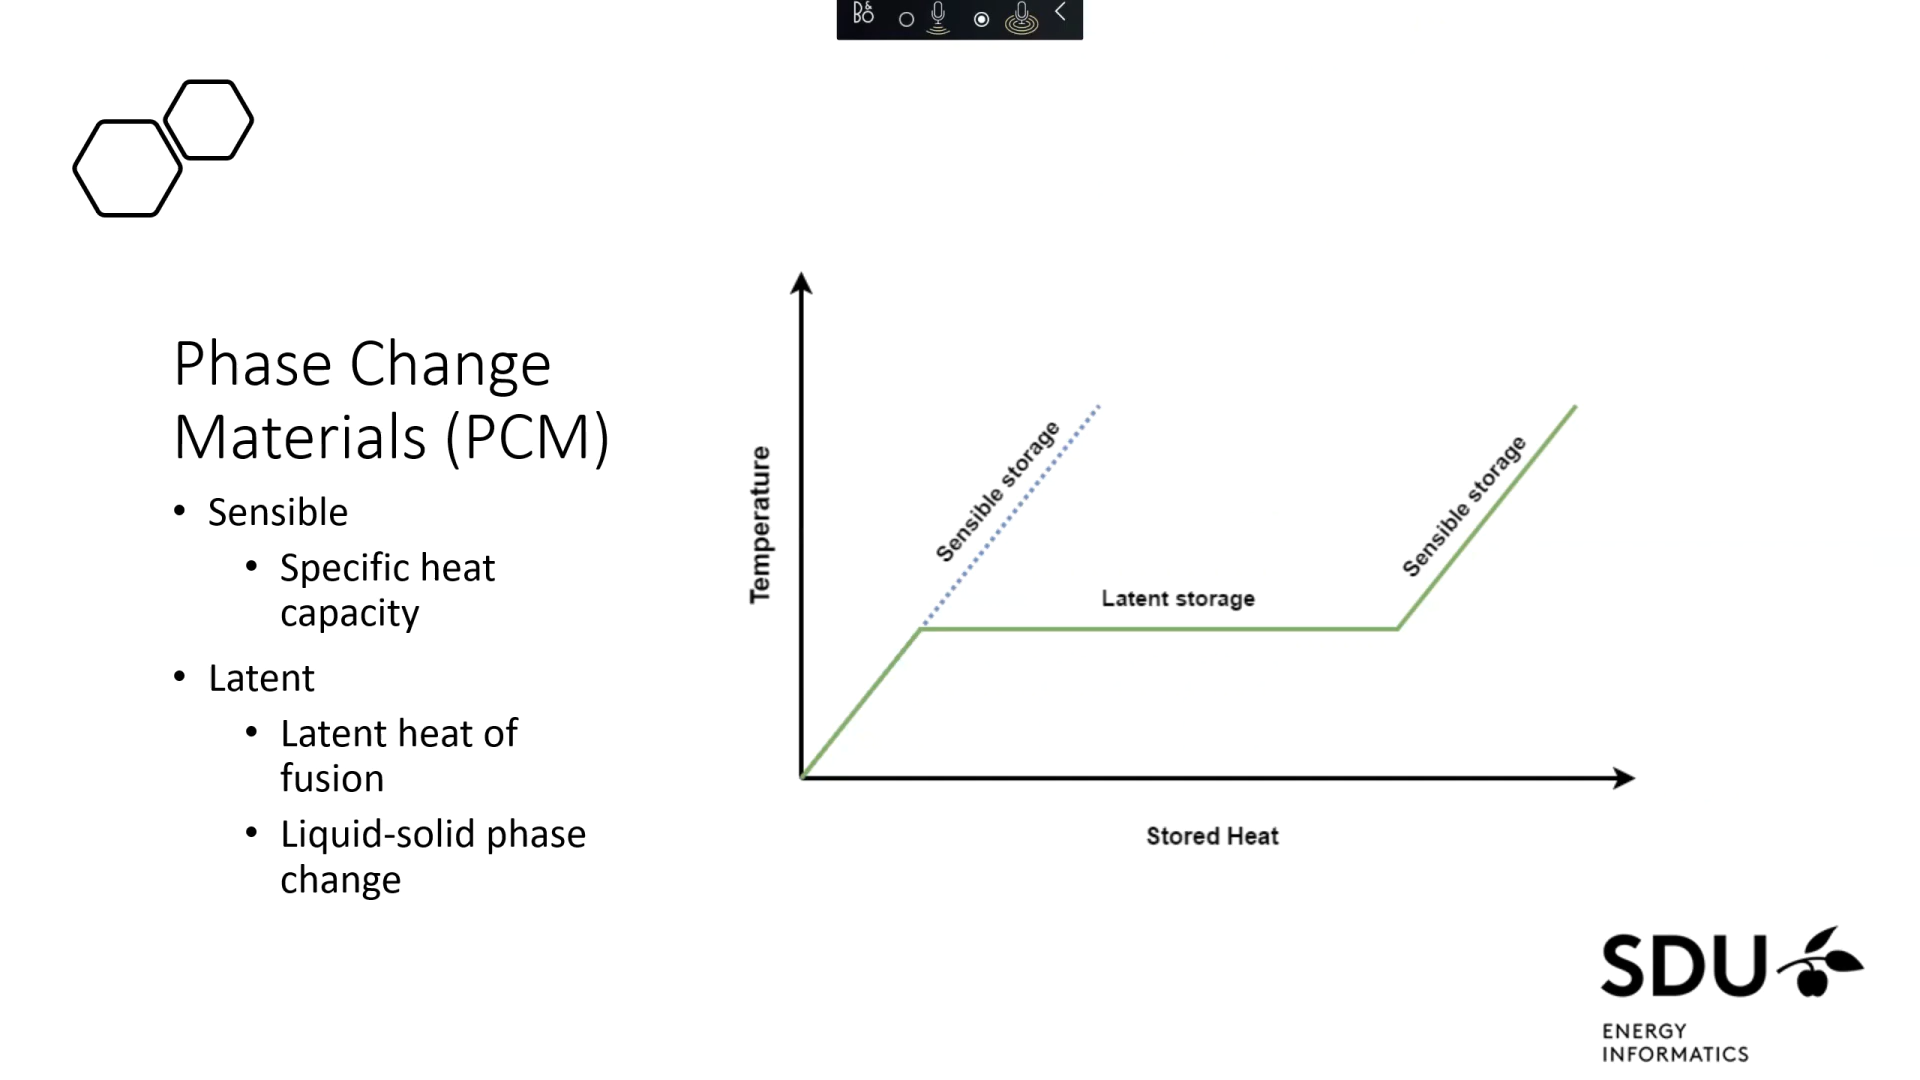 B&O
Phase Change
Materials (PCM)
• Sensible
• Specific heat
capacity
• Latent
• Latent heat of
fusion
• Liquid-solid phase
change
Temperature
Sensible storage
Latent storage
Sensible storage
Stored Heat
SDU
ENERGY
INFORMATICS